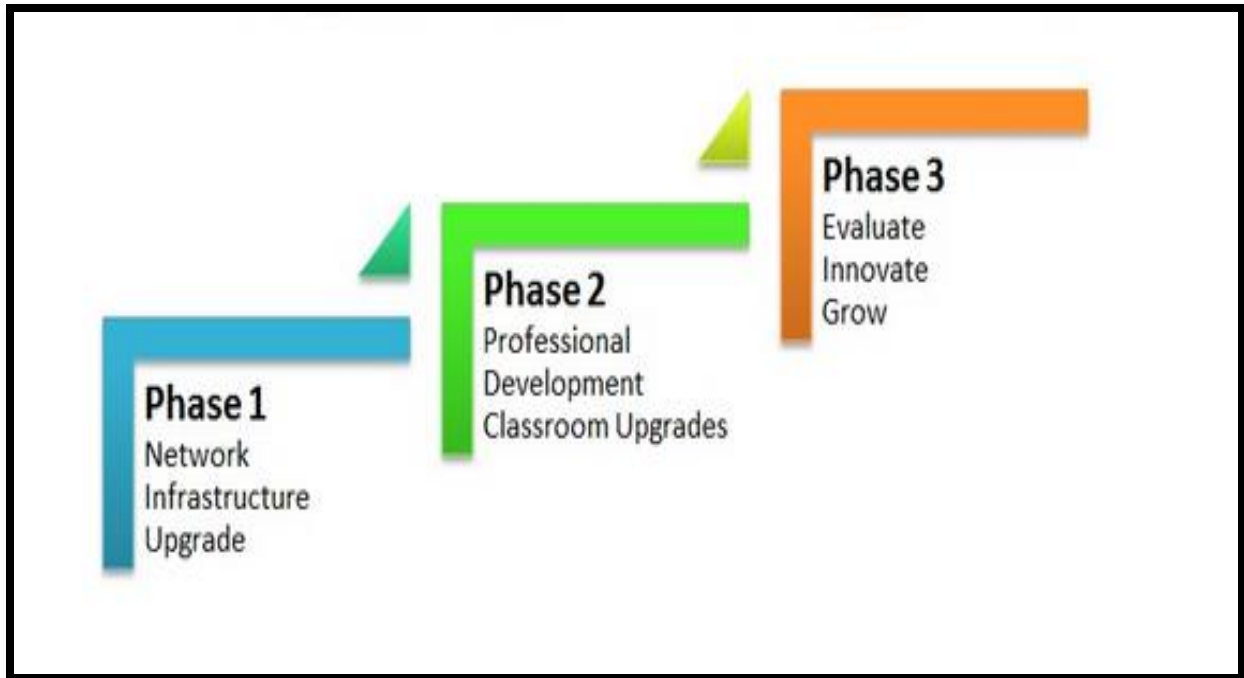 Phase 1
Network
Infrastructure
Upgrade
Phase 2
Professional
Development
Classroom Upgrades
Phase 3
Evaluate
Innovate
Grow